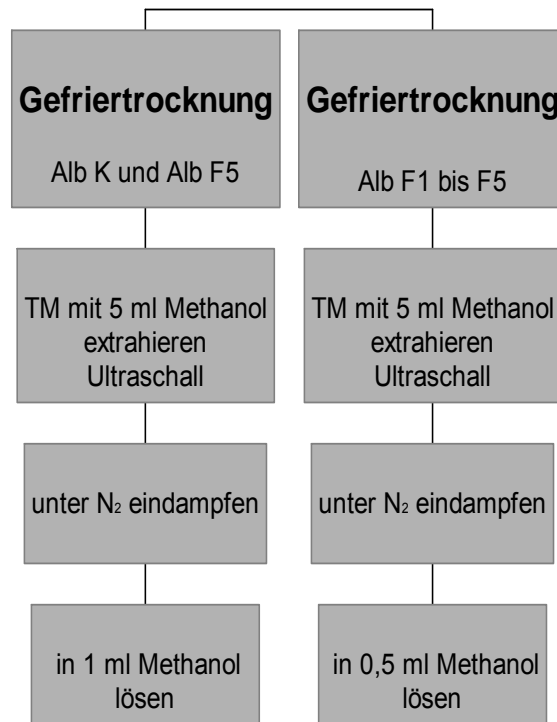 Gefriertrocknung
Alb K und Alb F5
TM mit 5 ml Methanol
extrahieren
Ultraschall
unter N₂ eindampfen
in 1 ml Methanol
lösen
Gefriertrocknung
Alb F1 bis F5
TM mit 5 ml Methanol
extrahieren
Ultraschall
unter N₂ eindampfen
in 0,5 ml Methanol
lösen